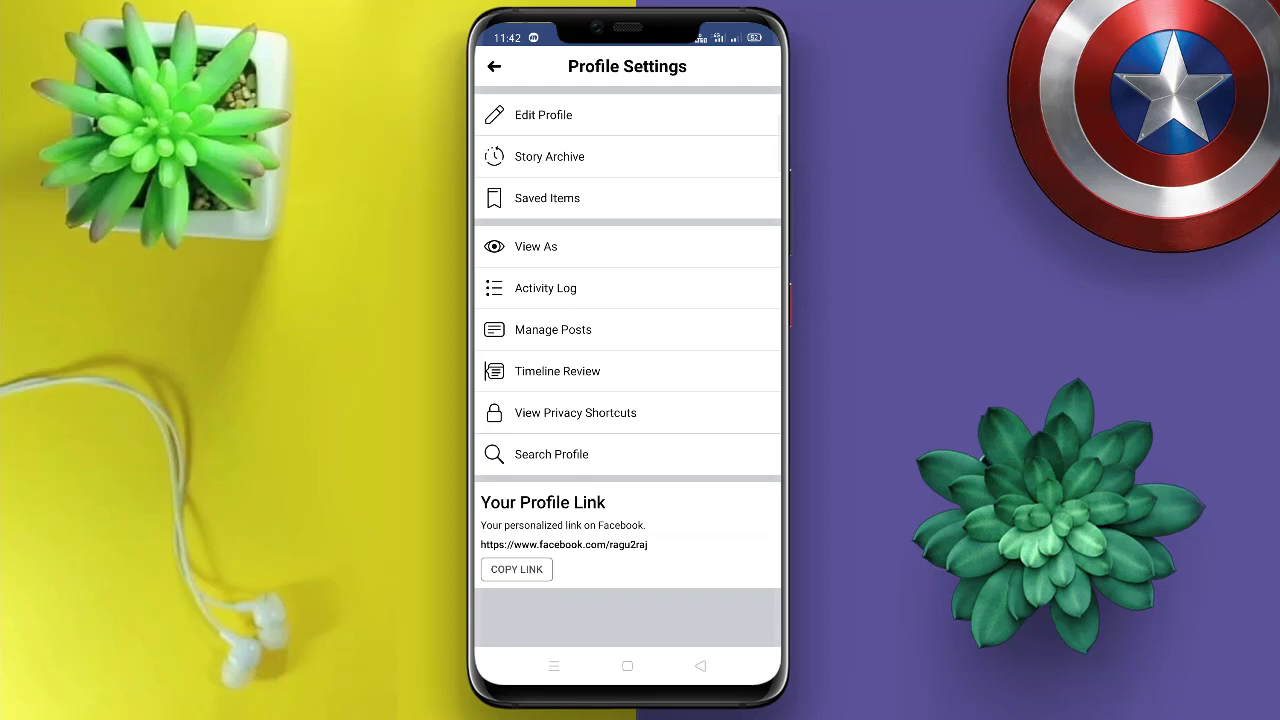 11:42
62
Profile Settings
Edit Profile
Story Archive
Saved Items
View As
Activity Log
Manage Posts
Timeline Review
View Privacy Shortcuts
Search Profile
Your Profile Link
Your personalized link on Facebook.
https://www.facebook.com/ragu2raj
COPY LINK